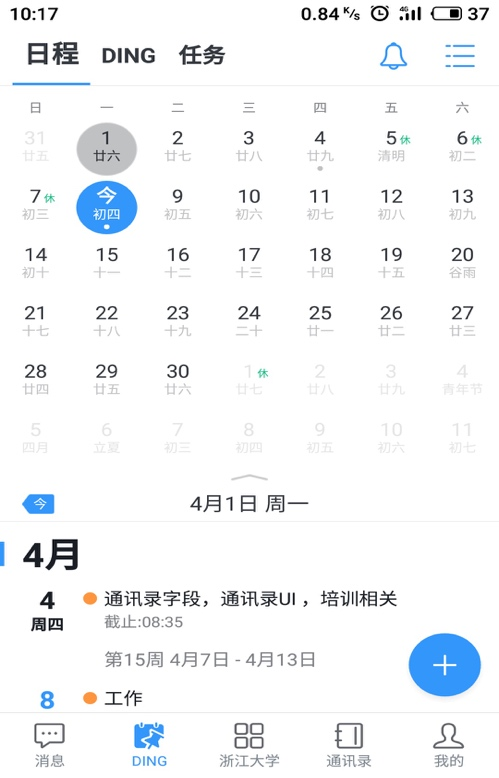 10:17 0.84 K/s 4G 37
日程 DING 任务
日 一 二 三 四 五 六
31 1 2 3 4 5休 6休
廿五 廿六 廿七 廿八 廿九 清明 初二
7休 今 9 10 11 12 13
初三 初四 初五 初六 初七 初八 初九
14 15 16 17 18 19 20
初十 十一 十二 十三 十四 十五 谷雨
21 22 23 24 25 26 27
十七 十八 十九 二十 廿一 廿二 廿三
28 29 30 1休 2 3 4
廿四 廿五 廿六 廿七 廿八 廿九 青年节
5 6 7 8 9 10 11
四月 立夏 初三 初四 初五 初六 初七
今 4月1日 周一
4月
4 通讯录字段，通讯录UI ，培训相关
周四 截止:08:35
第15周 4月7日 - 4月13日
8 工作
消息 DING 浙江大学 通讯录 我的